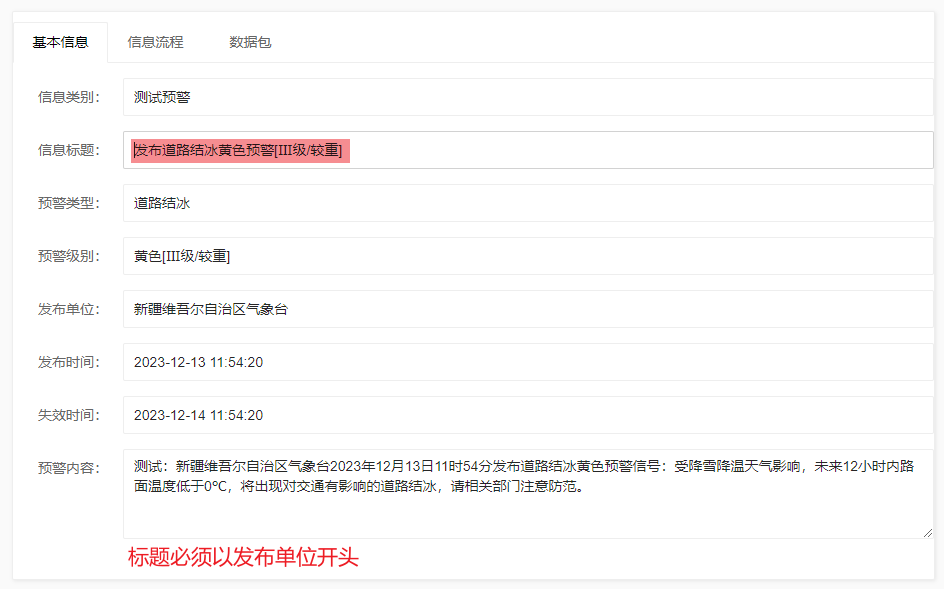 基本信息 信息流程 数据包
信息类别： 测试预警
信息标题： 发布道路结冰黄色预警[III级/较重]
预警类型： 道路结冰
预警级别： 黄色[III级/较重]
发布单位： 新疆维吾尔自治区气象台
发布时间： 2023-12-13 11:54:20
失效时间： 2023-12-14 11:54:20
预警内容： 测试：新疆维吾尔自治区气象台2023年12月13日11时54分发布道路结冰黄色预警信号：受降雪降温天气影响，未来12小时内路
面温度低于0℃，将出现对交通有影响的道路结冰，请相关部门注意防范。
标题必须以发布单位开头